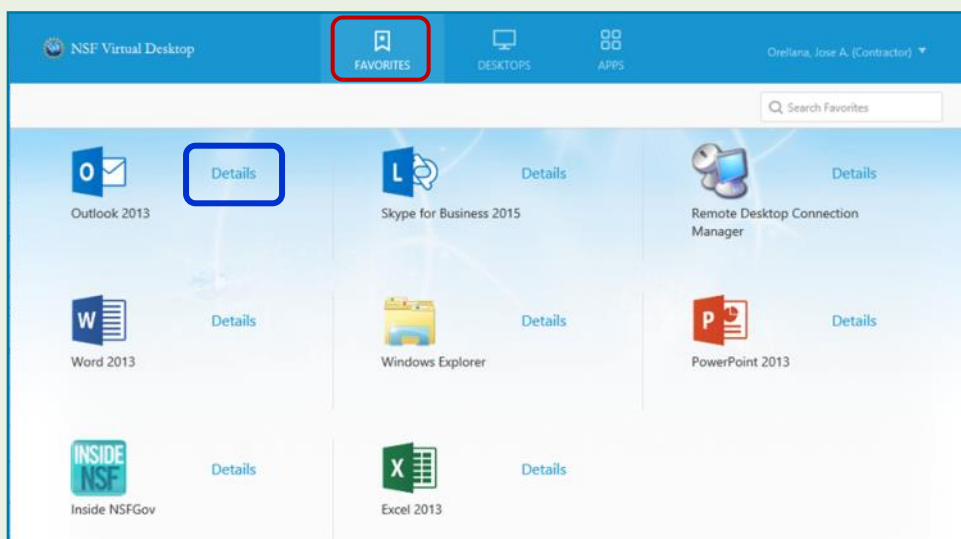 NSF Virtual Desktop
FAVORITES
DESKTOPS
APPS
Orellana, Jose A. (Contractor)
Search Favorites
O
Details
L
Details
Details
Outlook 2013
Skype for Business 2015
Remote Desktop Connection
Manager
W
Details
Details
P
Details
Word 2013
Windows Explorer
PowerPoint 2013
INSIDE
NSF
Details
X
Details
Inside NSFGov
Excel 2013